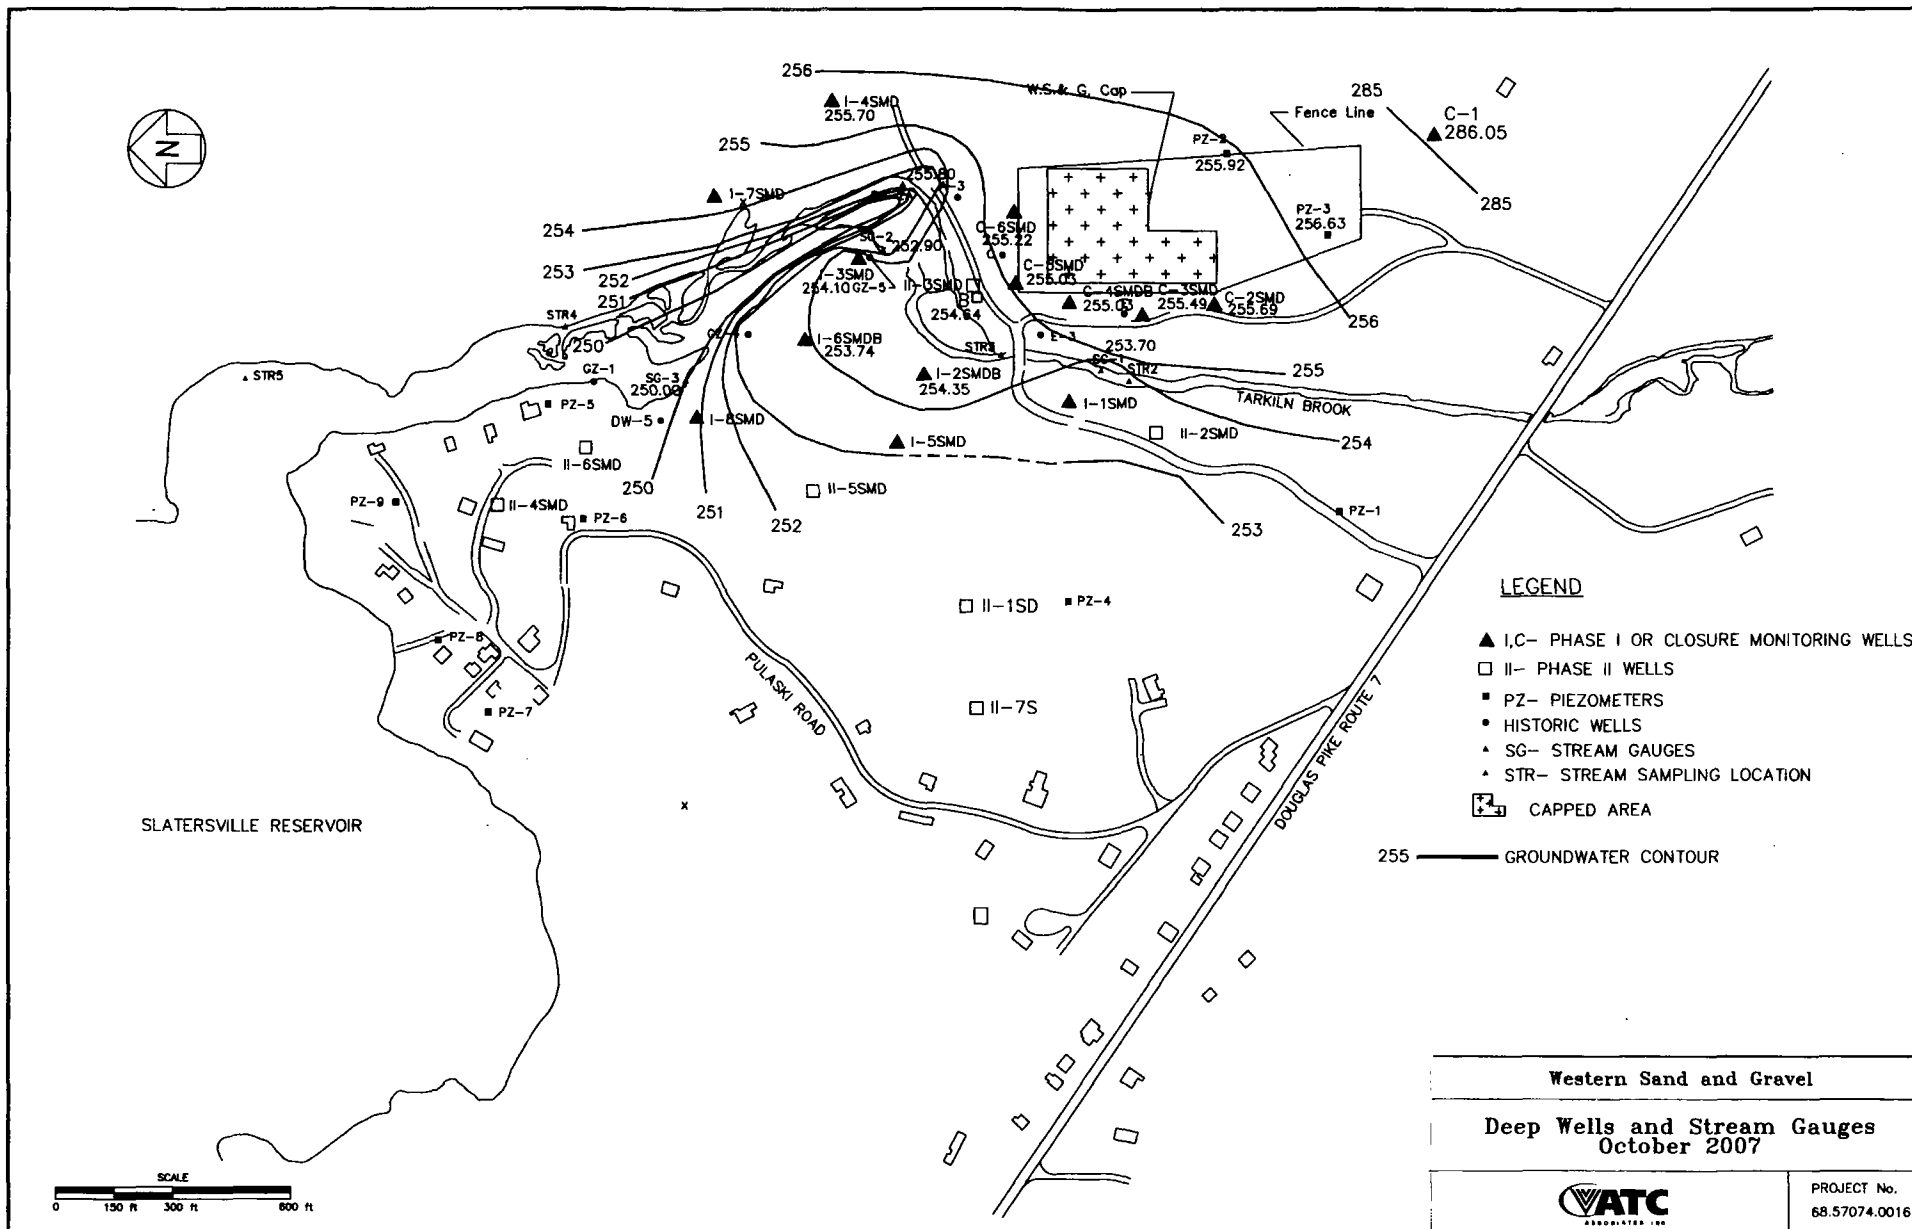 256
W.S.& G. Cap
285
Fence Line
C-1
286.05
I-4SMD
255.70
N
255
PZ-2
255.92
I-7SMD
255.80
-3
285
PZ-3
256.63
254
C-6SMD
255.22
SG-2
252.90
253
252
251
I-3SMD
254.10
GZ-5
II-3SMD
B
254.64
C
C-5SMD
255.03
C-4SMDB
255.03
C-3SMD
255.49
C-2SMD
255.69
256
STR4
250
GZ-4
I-6SMDB
253.74
STR3
E-3
253.70
SG-1
STR2
255
STR5
GZ-1
SG-3
250.00
I-2SMDB
254.35
TARKILN BROOK
PZ-5
DW-5
I-8SMD
I-1SMD
II-2SMD
254
I-5SMD
II-6SMD
250
251
252
II-5SMD
253
PZ-1
PZ-9
II-4SMD
PZ-6
II-1SD
PZ-4
PZ-8
PZ-7
PULASKI ROAD
II-7S
DOUGLAS PIKE ROUTE 7
SLATERSVILLE RESERVOIR
x
LEGEND
I,C- PHASE I OR CLOSURE MONITORING WELLS
II- PHASE II WELLS
PZ- PIEZOMETERS
HISTORIC WELLS
SG- STREAM GAUGES
STR- STREAM SAMPLING LOCATION
CAPPED AREA
255 GROUNDWATER CONTOUR
Western Sand and Gravel
Deep Wells and Stream Gauges
October 2007
ATC
ASSOCIATES INC
PROJECT No.
68.57074.0016
SCALE
0 150 ft 300 ft 600 ft